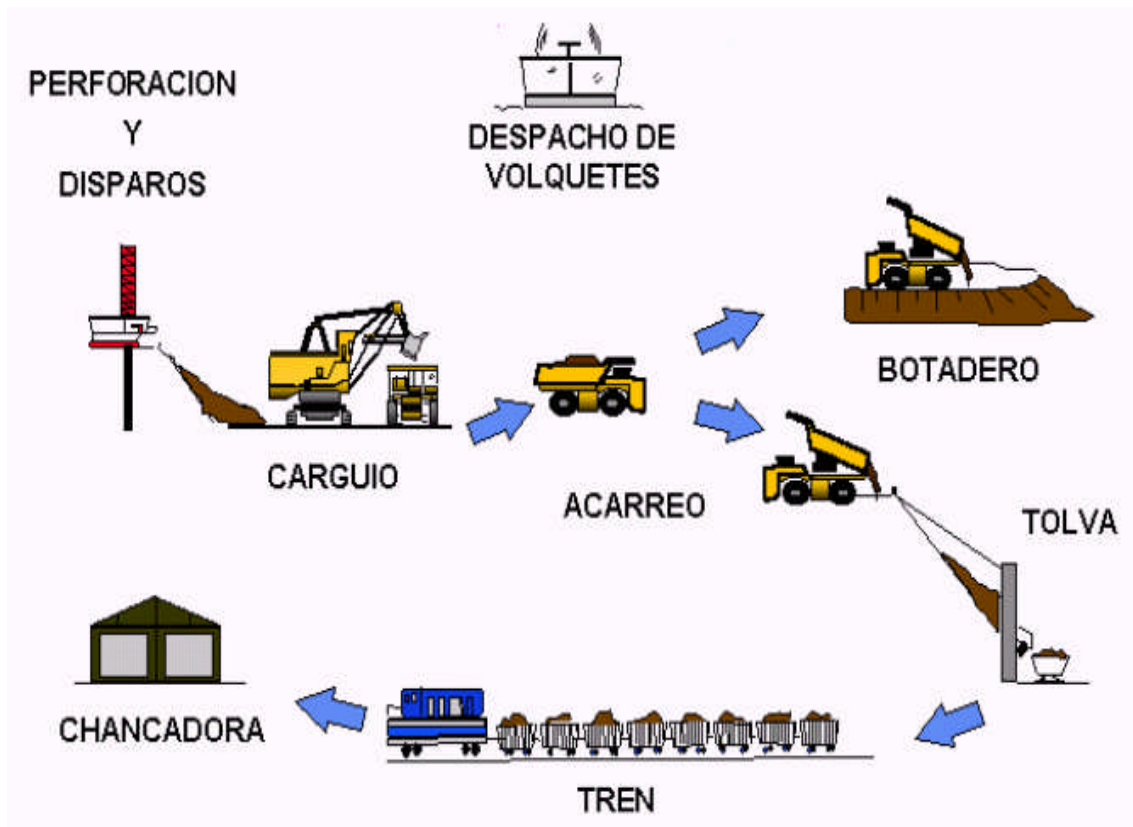 PERFORACION
Y
DISPAROS
DESPACHO DE
VOLQUETES
CARGUIO
ACARREO
BOTADERO
TOLVA
CHANCADORA
TREN